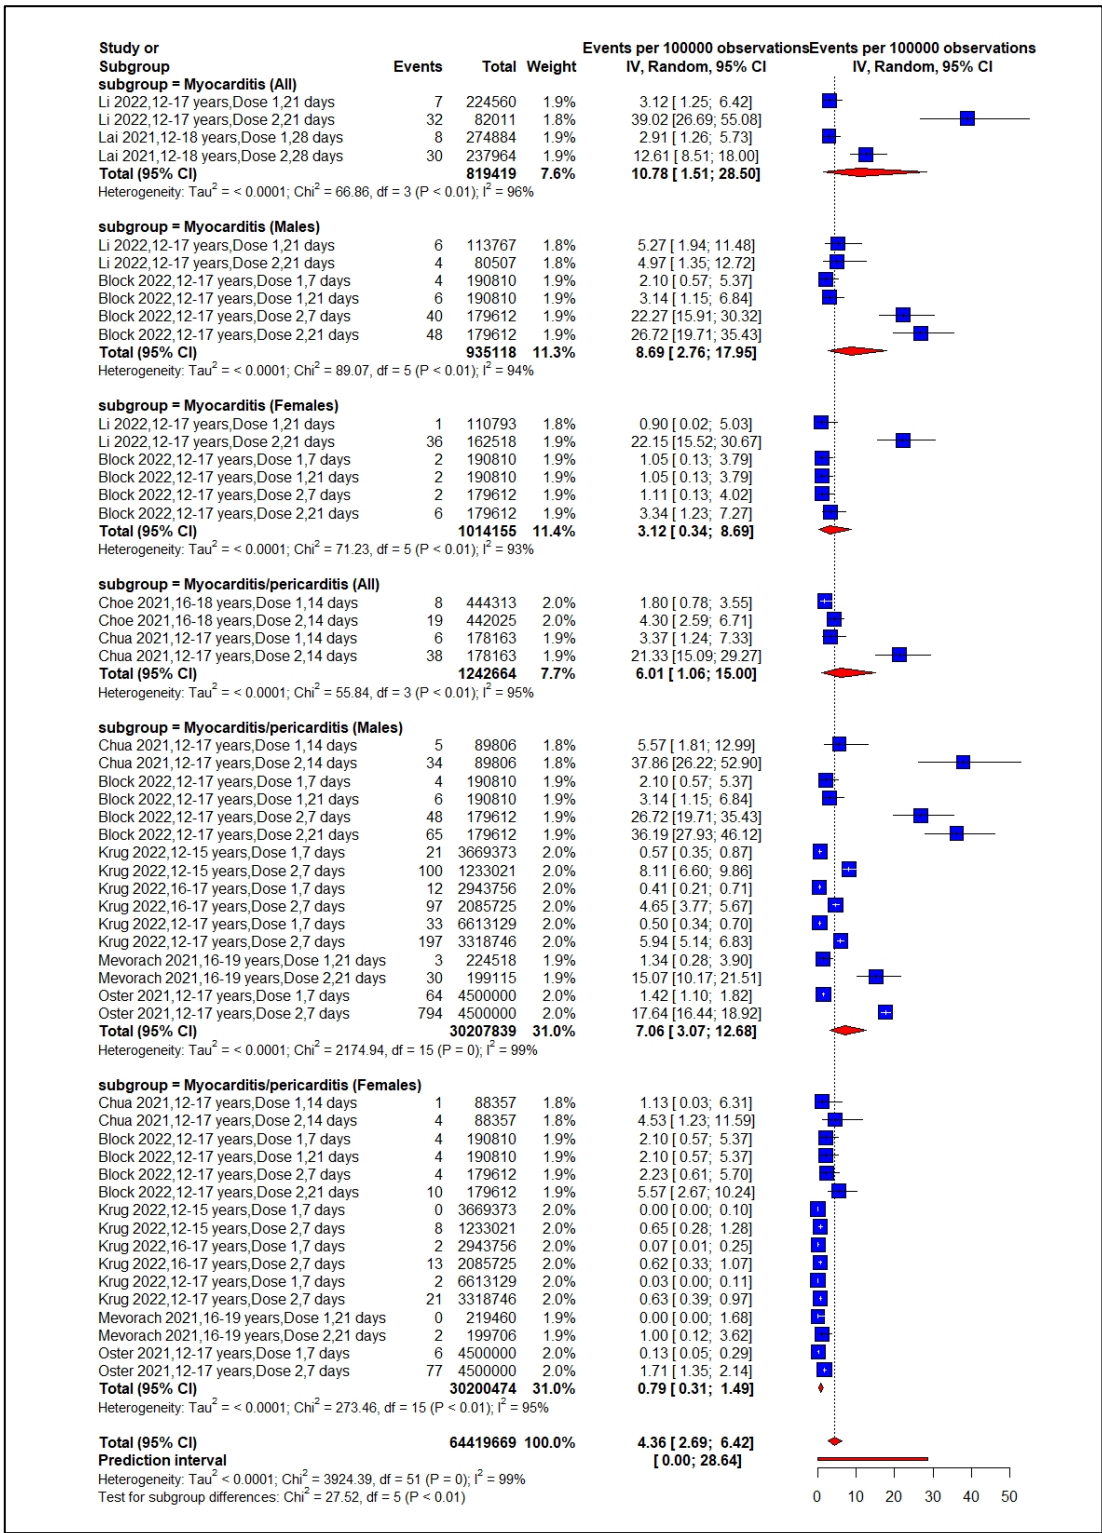 Study or Events per 100000 observationsEvents per 100000 observations
Subgroup Events Total Weight IV, Random, 95% CI IV, Random, 95% CI
subgroup = Myocarditis (All)
Li 2022,12-17 years,Dose 1,21 days 7 224560 1.9% 3.12 [ 1.25; 6.42]
Li 2022,12-17 years,Dose 2,21 days 32 82011 1.8% 39.02 [26.69; 55.08]
Lai 2021,12-18 years,Dose 1,28 days 8 274884 1.9% 2.91 [ 1.26; 5.73]
Lai 2021,12-18 years,Dose 2,28 days 30 237964 1.9% 12.61 [ 8.51; 18.00]
Total (95% CI) 819419 7.6% 10.78 [ 1.51; 28.50]
Heterogeneity: Tau² = < 0.0001; Chi² = 66.86, df = 3 (P < 0.01); I² = 96%
subgroup = Myocarditis (Males)
Li 2022,12-17 years,Dose 1,21 days 6 113767 1.8% 5.27 [ 1.94; 11.48]
Li 2022,12-17 years,Dose 2,21 days 4 80507 1.8% 4.97 [ 1.35; 12.72]
Block 2022,12-17 years,Dose 1,7 days 4 190810 1.9% 2.10 [ 0.57; 5.37]
Block 2022,12-17 years,Dose 1,21 days 6 190810 1.9% 3.14 [ 1.15; 6.84]
Block 2022,12-17 years,Dose 2,7 days 40 179612 1.9% 22.27 [15.91; 30.32]
Block 2022,12-17 years,Dose 2,21 days 48 179612 1.9% 26.72 [19.71; 35.43]
Total (95% CI) 935118 11.3% 8.69 [ 2.76; 17.95]
Heterogeneity: Tau² = < 0.0001; Chi² = 89.07, df = 5 (P < 0.01); I² = 94%
subgroup = Myocarditis (Females)
Li 2022,12-17 years,Dose 1,21 days 1 110793 1.8% 0.90 [ 0.02; 5.03]
Li 2022,12-17 years,Dose 2,21 days 36 162518 1.9% 22.15 [15.52; 30.67]
Block 2022,12-17 years,Dose 1,7 days 2 190810 1.9% 1.05 [ 0.13; 3.79]
Block 2022,12-17 years,Dose 1,21 days 2 190810 1.9% 1.05 [ 0.13; 3.79]
Block 2022,12-17 years,Dose 2,7 days 2 179612 1.9% 1.11 [ 0.13; 4.02]
Block 2022,12-17 years,Dose 2,21 days 6 179612 1.9% 3.34 [ 1.23; 7.27]
Total (95% CI) 1014155 11.4% 3.12 [ 0.34; 8.69]
Heterogeneity: Tau² = < 0.0001; Chi² = 71.23, df = 5 (P < 0.01); I² = 93%
subgroup = Myocarditis/pericarditis (All)
Choe 2021,16-18 years,Dose 1,14 days 8 444313 2.0% 1.80 [ 0.78; 3.55]
Choe 2021,16-18 years,Dose 2,14 days 19 442025 2.0% 4.30 [ 2.59; 6.71]
Chua 2021,12-17 years,Dose 1,14 days 6 178163 1.9% 3.37 [ 1.24; 7.33]
Chua 2021,12-17 years,Dose 2,14 days 38 178163 1.9% 21.33 [15.09; 29.27]
Total (95% CI) 1242664 7.7% 6.01 [ 1.06; 15.00]
Heterogeneity: Tau² = < 0.0001; Chi² = 55.84, df = 3 (P < 0.01); I² = 95%
subgroup = Myocarditis/pericarditis (Males)
Chua 2021,12-17 years,Dose 1,14 days 5 89806 1.8% 5.57 [ 1.81; 12.99]
Chua 2021,12-17 years,Dose 2,14 days 34 89806 1.8% 37.86 [26.22; 52.90]
Block 2022,12-17 years,Dose 1,7 days 4 190810 1.9% 2.10 [ 0.57; 5.37]
Block 2022,12-17 years,Dose 1,21 days 6 190810 1.9% 3.14 [ 1.15; 6.84]
Block 2022,12-17 years,Dose 2,7 days 48 179612 1.9% 26.72 [19.71; 35.43]
Block 2022,12-17 years,Dose 2,21 days 65 179612 1.9% 36.19 [27.93; 46.12]
Krug 2022,12-15 years,Dose 1,7 days 21 3669373 2.0% 0.57 [ 0.35; 0.87]
Krug 2022,12-15 years,Dose 2,7 days 100 1233021 2.0% 8.11 [ 6.60; 9.86]
Krug 2022,16-17 years,Dose 1,7 days 12 2943756 2.0% 0.41 [ 0.21; 0.71]
Krug 2022,16-17 years,Dose 2,7 days 97 2085725 2.0% 4.65 [ 3.77; 5.67]
Krug 2022,12-17 years,Dose 1,7 days 33 6613129 2.0% 0.50 [ 0.34; 0.70]
Krug 2022,12-17 years,Dose 2,7 days 197 3318746 2.0% 5.94 [ 5.14; 6.83]
Mevorach 2021,16-19 years,Dose 1,21 days 3 224518 1.9% 1.34 [ 0.28; 3.90]
Mevorach 2021,16-19 years,Dose 2,21 days 30 199115 1.9% 15.07 [10.17; 21.51]
Oster 2021,12-17 years,Dose 1,7 days 64 4500000 2.0% 1.42 [ 1.10; 1.82]
Oster 2021,12-17 years,Dose 2,7 days 794 4500000 2.0% 17.64 [16.44; 18.92]
Total (95% CI) 30207839 31.0% 7.06 [ 3.07; 12.68]
Heterogeneity: Tau² = < 0.0001; Chi² = 2174.94, df = 15 (P = 0); I² = 99%
subgroup = Myocarditis/pericarditis (Females)
Chua 2021,12-17 years,Dose 1,14 days 1 88357 1.8% 1.13 [ 0.03; 6.31]
Chua 2021,12-17 years,Dose 2,14 days 4 88357 1.8% 4.53 [ 1.23; 11.59]
Block 2022,12-17 years,Dose 1,7 days 4 190810 1.9% 2.10 [ 0.57; 5.37]
Block 2022,12-17 years,Dose 1,21 days 4 190810 1.9% 2.10 [ 0.57; 5.37]
Block 2022,12-17 years,Dose 2,7 days 4 179612 1.9% 2.23 [ 0.61; 5.70]
Block 2022,12-17 years,Dose 2,21 days 10 179612 1.9% 5.57 [ 2.67; 10.24]
Krug 2022,12-15 years,Dose 1,7 days 0 3669373 2.0% 0.00 [ 0.00; 0.10]
Krug 2022,12-15 years,Dose 2,7 days 8 1233021 2.0% 0.65 [ 0.28; 1.28]
Krug 2022,16-17 years,Dose 1,7 days 2 2943756 2.0% 0.07 [ 0.01; 0.25]
Krug 2022,16-17 years,Dose 2,7 days 13 2085725 2.0% 0.62 [ 0.33; 1.07]
Krug 2022,12-17 years,Dose 1,7 days 2 6613129 2.0% 0.03 [ 0.00; 0.11]
Krug 2022,12-17 years,Dose 2,7 days 21 3318746 2.0% 0.63 [ 0.39; 0.97]
Mevorach 2021,16-19 years,Dose 1,21 days 0 219460 1.9% 0.00 [ 0.00; 1.68]
Mevorach 2021,16-19 years,Dose 2,21 days 2 199706 1.9% 1.00 [ 0.12; 3.62]
Oster 2021,12-17 years,Dose 1,7 days 6 4500000 2.0% 0.13 [ 0.05; 0.29]
Oster 2021,12-17 years,Dose 2,7 days 77 4500000 2.0% 1.71 [ 1.35; 2.14]
Total (95% CI) 30200474 31.0% 0.79 [ 0.31; 1.49]
Heterogeneity: Tau² = < 0.0001; Chi² = 273.46, df = 15 (P < 0.01); I² = 95%
Total (95% CI) 64419669 100.0% 4.36 [ 2.69; 6.42]
Prediction interval [ 0.00; 28.64]
Heterogeneity: Tau² < 0.0001; Chi² = 3924.39, df = 51 (P = 0); I² = 99%
Test for subgroup differences: Chi² = 27.52, df = 5 (P < 0.01)
0 10 20 30 40 50